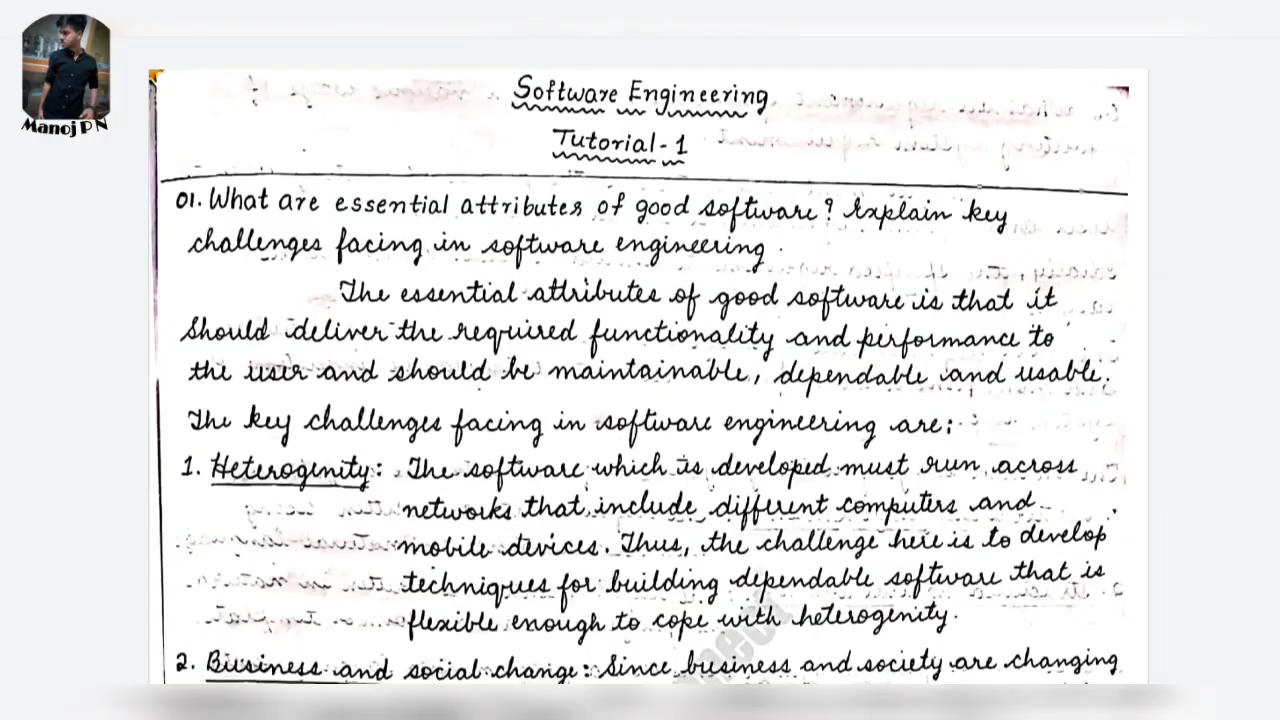 Manoj P N
Software Engineering
Tutorial-1
01. What are essential attributes of good software? Explain key
challenges facing in software engineering.
The essential attributes of good software is that it
should deliver the required functionality and performance to
the user and should be maintainable, dependable and usable.
The key challenges facing in software engineering are:
1. Heterogenity: The software which is developed must run across
networks that include different computers and
mobile devices. Thus, the challenge here is to develop
techniques for building dependable software that is
flexible enough to cope with heterogenity.
2. Business and social change: Since business and society are changing